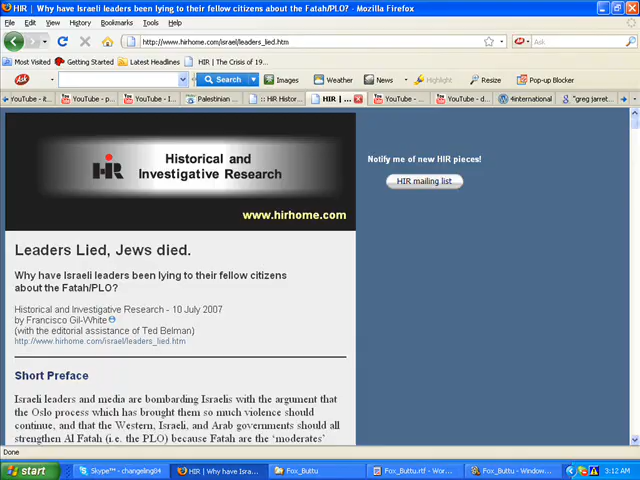 HIR | Why have Israeli leaders been lying to their fellow citizens about the Fatah/PLO? - Mozilla Firefox
File Edit View History Bookmarks Tools Help
http://www.hirhome.com/israel/leaders_lied.htm
Ask
Most Visited Getting Started Latest Headlines HIR | The Crisis of 19...
Ask Search Images Weather News Highlight Resize Pop-up Blocker
YouTube - it... YouTube - p... YouTube - I... Palestinian ... :: HIR Histor... HIR | ... YouTube -... YouTube - d... 4international "greg jarret...
HIR
Historical and
Investigative Research
www.hirhome.com
Notify me of new HIR pieces!
HIR mailing list
Leaders Lied, Jews died.
Why have Israeli leaders been lying to their fellow citizens
about the Fatah/PLO?
Historical and Investigative Research - 10 July 2007
by Francisco Gil-White
(with the editorial assistance of Ted Belman)
http://www.hirhome.com/israel/leaders_lied.htm
Short Preface
Israeli leaders and media are bombarding Israelis with the argument that
the Oslo process which has brought them so much violence should
continue, and that the Western, Israeli, and Arab governments should all
strengthen Al Fatah (i.e. the PLO) because Fatah are the ‘moderates’
Done
start Skype™ - changeling04 HIR | Why have Isra... Fox_Buttu Fox_Buttu.rtf - Wor... Fox_Buttu - Window... 3:12 AM